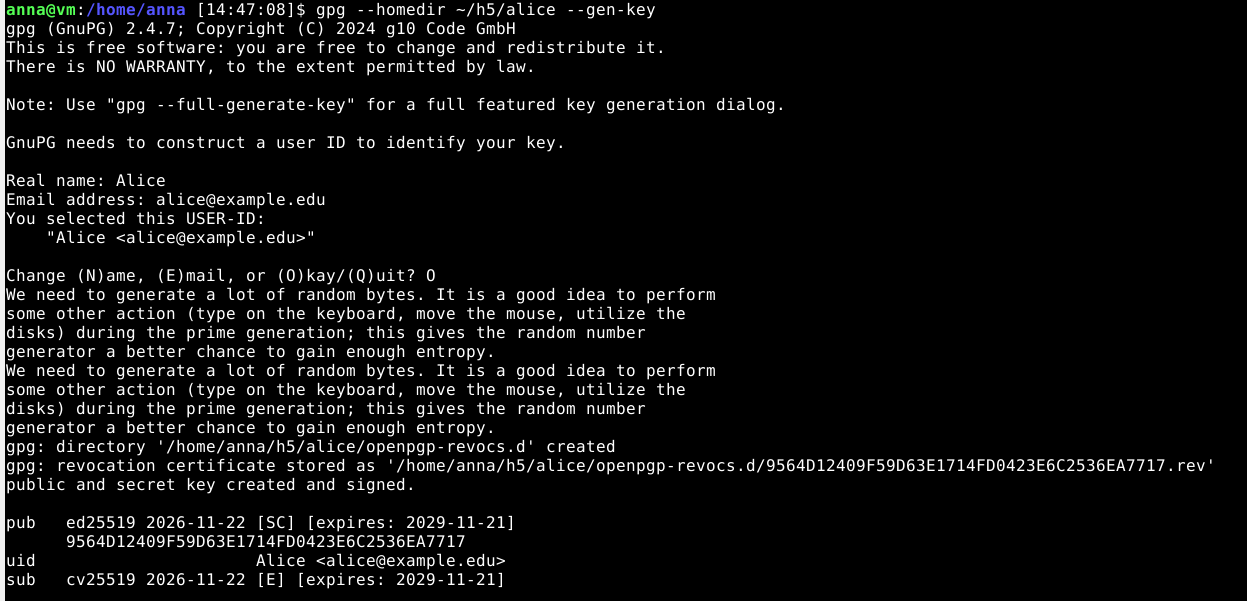 anna@vm:/home/anna [14:47:08]$ gpg --homedir ~/h5/alice --gen-key
gpg (GnuPG) 2.4.7; Copyright (C) 2024 g10 Code GmbH
This is free software: you are free to change and redistribute it.
There is NO WARRANTY, to the extent permitted by law.

Note: Use "gpg --full-generate-key" for a full featured key generation dialog.

GnuPG needs to construct a user ID to identify your key.

Real name: Alice
Email address: alice@example.edu
You selected this USER-ID:
    "Alice <alice@example.edu>"

Change (N)ame, (E)mail, or (O)kay/(Q)uit? O
We need to generate a lot of random bytes. It is a good idea to perform
some other action (type on the keyboard, move the mouse, utilize the
disks) during the prime generation; this gives the random number
generator a better chance to gain enough entropy.
We need to generate a lot of random bytes. It is a good idea to perform
some other action (type on the keyboard, move the mouse, utilize the
disks) during the prime generation; this gives the random number
generator a better chance to gain enough entropy.
gpg: directory '/home/anna/h5/alice/openpgp-revocs.d' created
gpg: revocation certificate stored as '/home/anna/h5/alice/openpgp-revocs.d/9564D12409F59D63E1714FD0423E6C2536EA7717.rev'
public and secret key created and signed.

pub   ed25519 2026-11-22 [SC] [expires: 2029-11-21]
      9564D12409F59D63E1714FD0423E6C2536EA7717
uid                      Alice <alice@example.edu>
sub   cv25519 2026-11-22 [E] [expires: 2029-11-21]